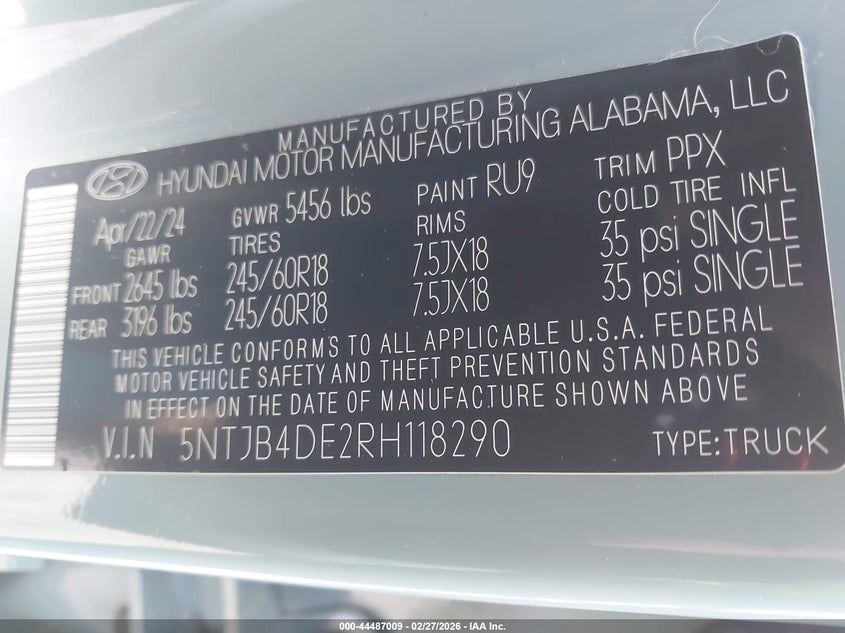 MANUFACTURED BY
HYUNDAI MOTOR MANUFACTURING ALABAMA, LLC
Apr/22/24 GVWR 5456 lbs PAINT RU9 TRIM PPX
GAWR TIRES RIMS COLD TIRE INFL
FRONT 2645 lbs 245/60R18 7.5JX18 35 psi SINGLE
REAR 3196 lbs 245/60R18 7.5JX18 35 psi SINGLE
THIS VEHICLE CONFORMS TO ALL APPLICABLE U.S.A. FEDERAL
MOTOR VEHICLE SAFETY AND THEFT PREVENTION STANDARDS
IN EFFECT ON THE DATE OF MANUFACTURE SHOWN ABOVE
V.I.N 5NTJB4DE2RH118290 TYPE:TRUCK
000-44487009 - 02/27/2026 - IAA Inc.